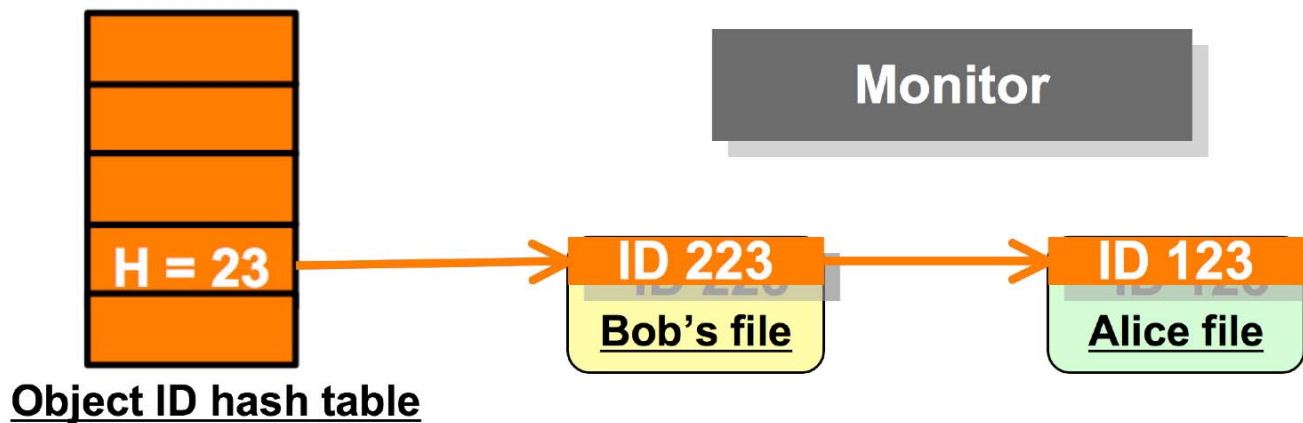 Monitor
H = 23
ID 223
ID 123
Bob's file
Alice file
Object ID hash table